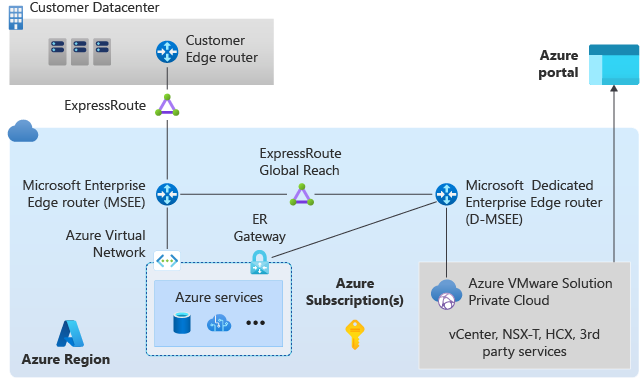 Customer Datacenter
Customer
Edge router
Azure
portal
ExpressRoute
ExpressRoute
Global Reach
Microsoft Enterprise
Edge router (MSEE)
Microsoft Dedicated
Enterprise Edge router
(D-MSEE)
ER
Gateway
Azure Virtual
Network
Azure services
Azure
Subscription(s)
Azure VMware Solution
Private Cloud
vCenter, NSX-T, HCX, 3rd
party services
Azure Region